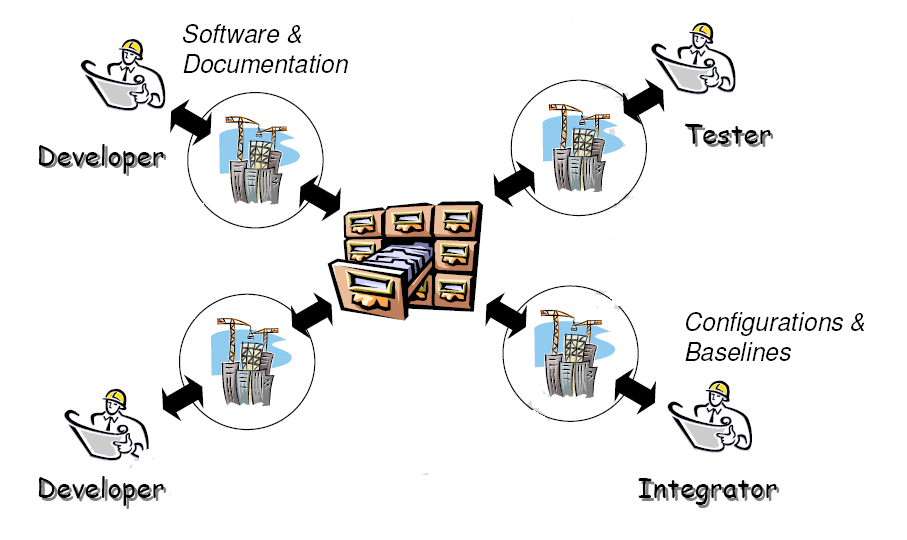 Software &
Documentation
Developer
Tester
Configurations &
Baselines
Developer
Integrator